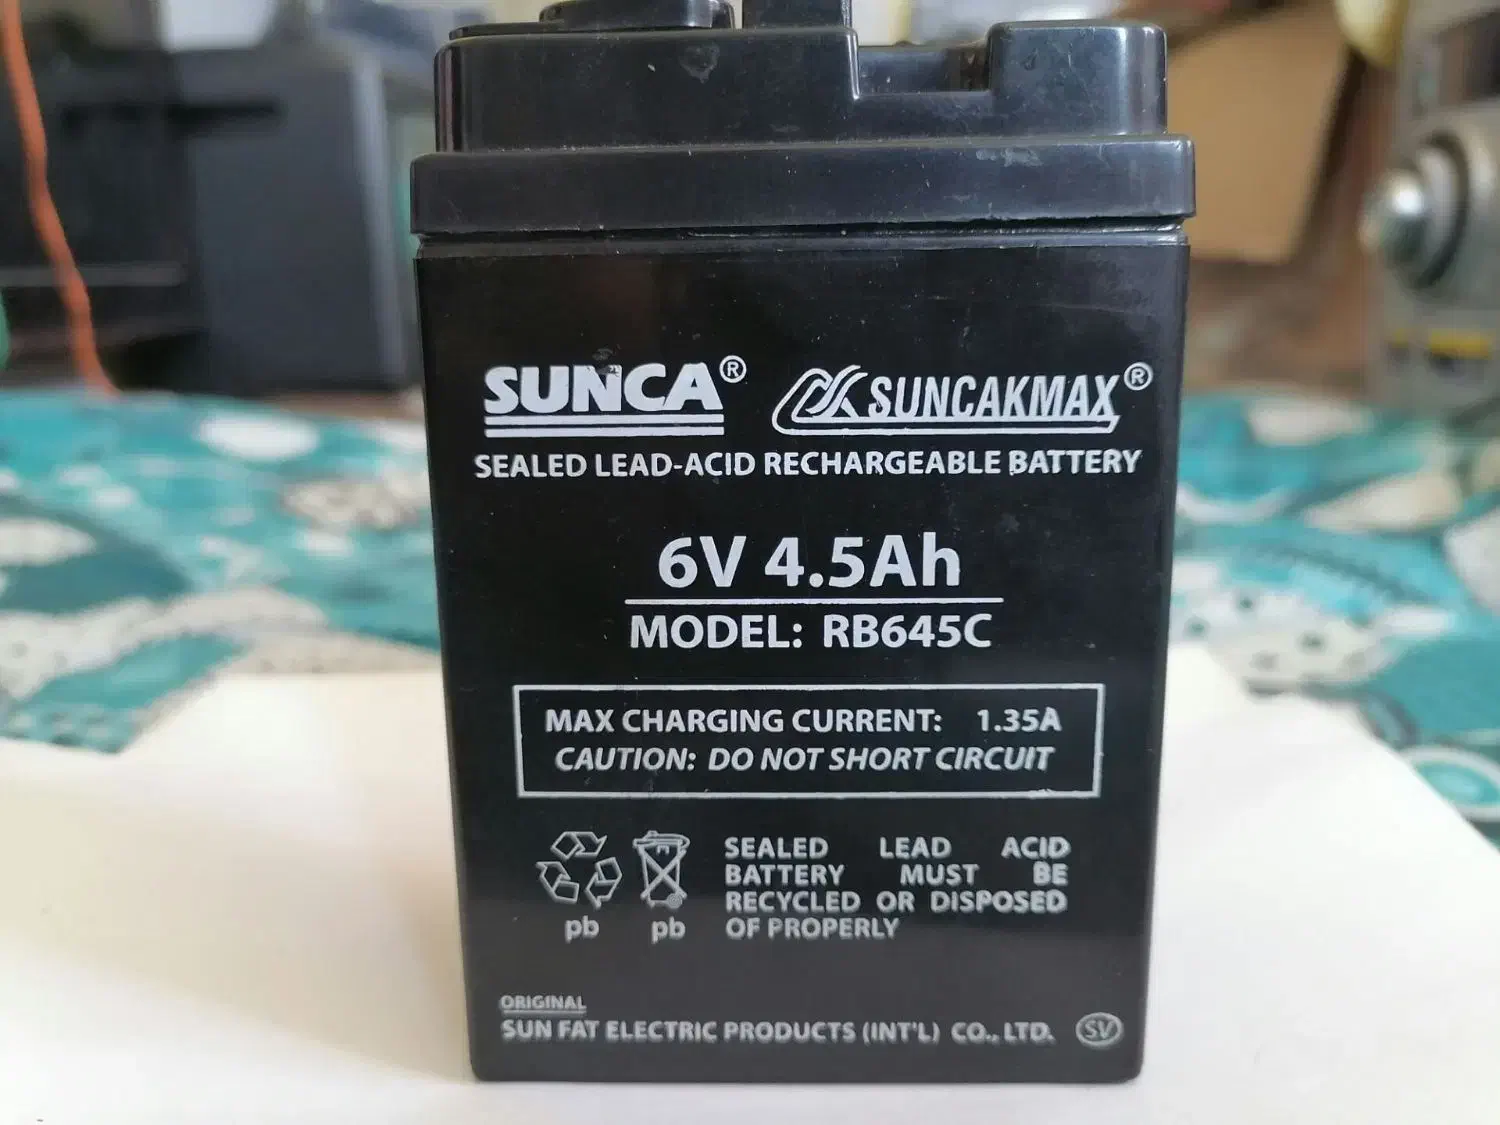 SUNCA® SUNCAKMAX®
SEALED LEAD-ACID RECHARGEABLE BATTERY
6V 4.5Ah
MODEL: RB645C
MAX CHARGING CURRENT: 1.35A
CAUTION: DO NOT SHORT CIRCUIT
SEALED LEAD ACID
BATTERY MUST BE
RECYCLED OR DISPOSED
OF PROPERLY
pb pb
ORIGINAL
SUN FAT ELECTRIC PRODUCTS (INT'L) CO., LTD. SV